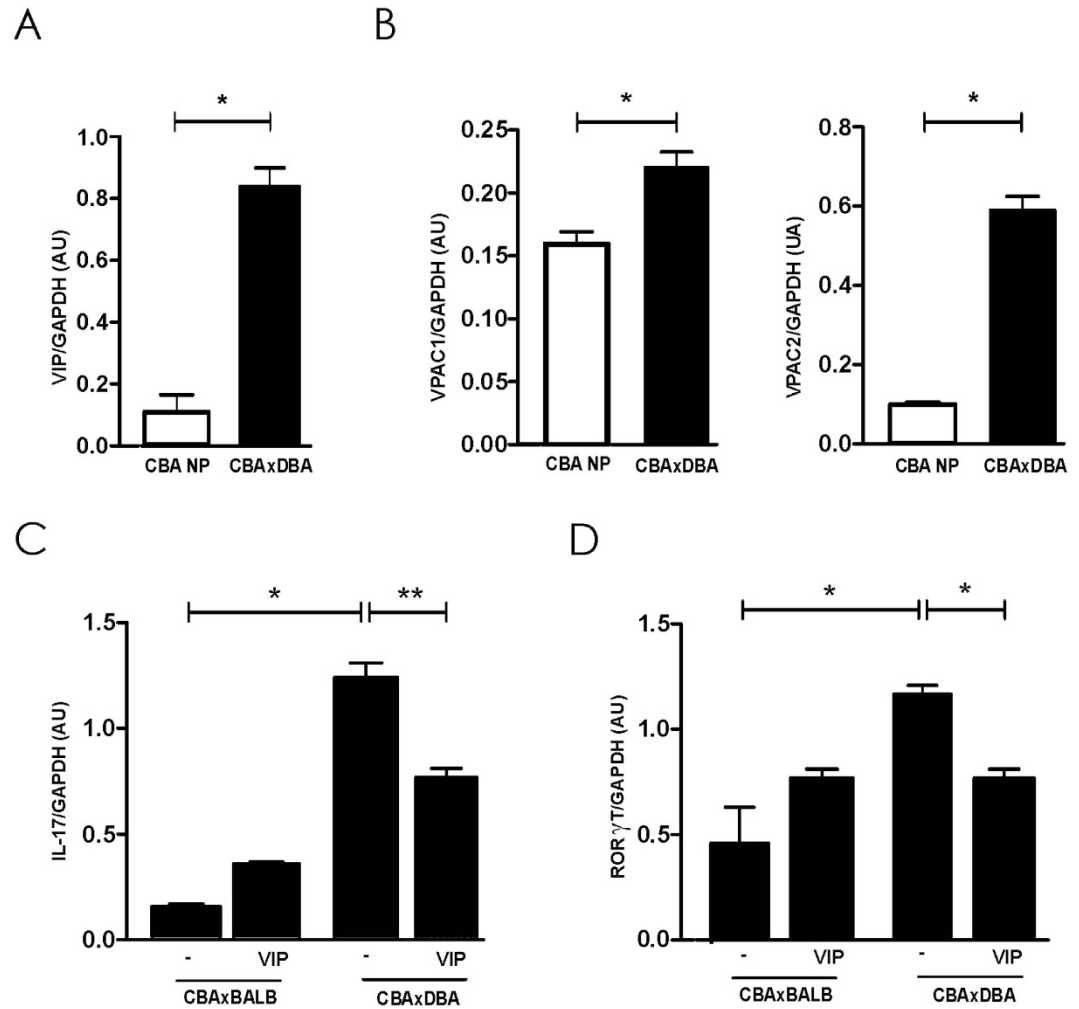 A
B
*
VIP/GAPDH (AU)
1.0
0.8
0.6
0.4
0.2
0.0
CBA NP CBAxDBA
*
VPAC1/GAPDH (AU)
0.25
0.20
0.15
0.10
0.05
0.00
CBA NP CBAxDBA
*
VPAC2/GAPDH (UA)
0.8
0.6
0.4
0.2
0.0
CBA NP CBAxDBA
C
* **
IL-17/GAPDH (AU)
1.5
1.0
0.5
0.0
- VIP - VIP
CBAxBALB CBAxDBA
D
* *
ROR γT/GAPDH (AU)
1.5
1.0
0.5
0.0
- VIP - VIP
CBAxBALB CBAxDBA